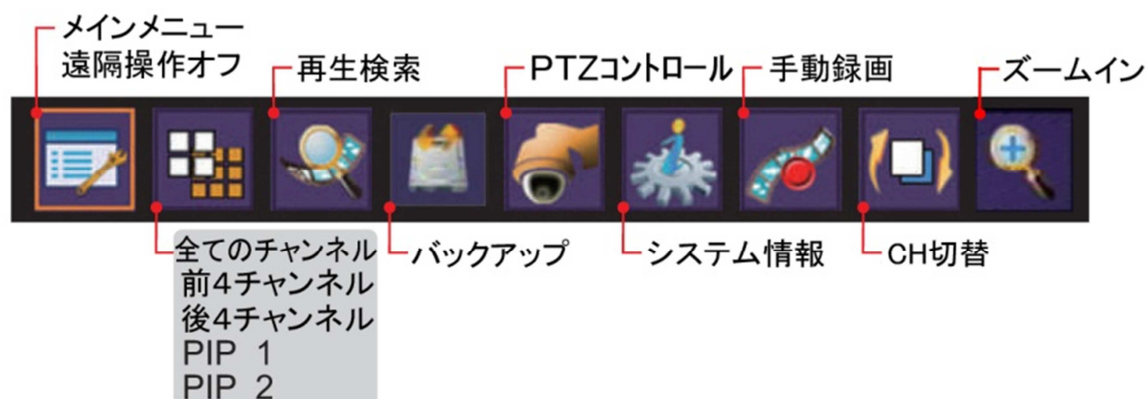 メインメニュー
遠隔操作オフ
再生検索
PTZコントロール
手動録画
ズームイン
全てのチャンネル
前4チャンネル
後4チャンネル
PIP 1
PIP 2
バックアップ
システム情報
CH切替